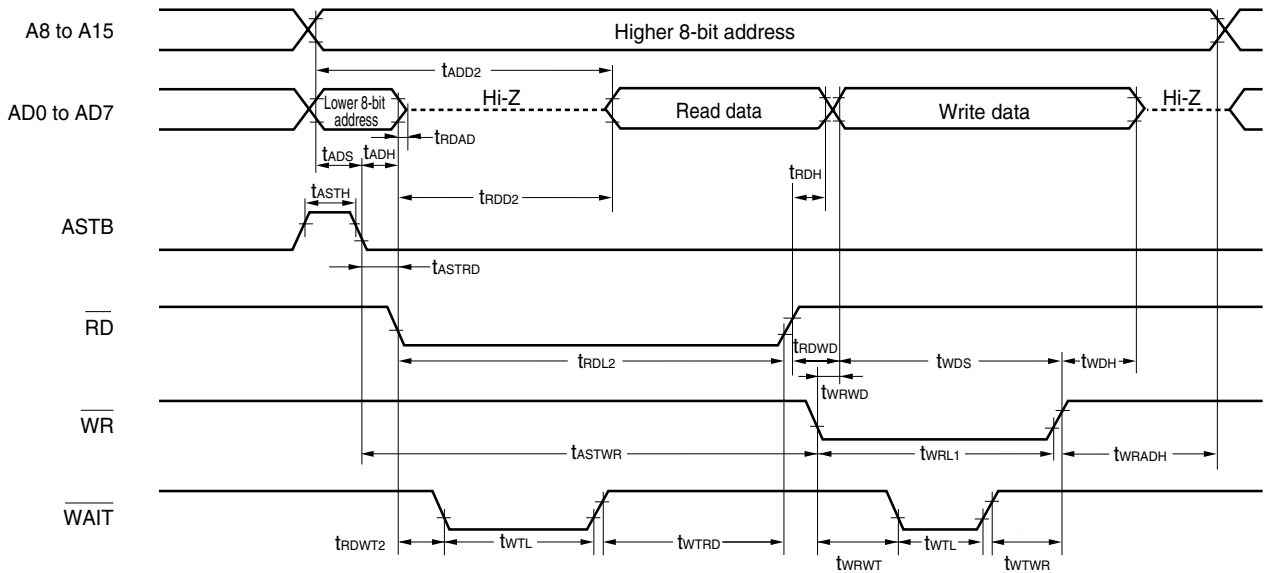 A8 to A15
Higher 8-bit address
tADD2
AD0 to AD7
Lower 8-bit
address
Hi-Z
Read data
Write data
Hi-Z
tRDAD
tADS
tADH
tRDH
tASTH
tRDD2
ASTB
tASTRD
RD
tRDL2
tRDWD
tWDS
tWDH
tWRWD
WR
tASTWR
tWRL1
tWRADH
WAIT
tRDWT2
tWTL
tWTRD
tWRWT
tWTL
tWTWR